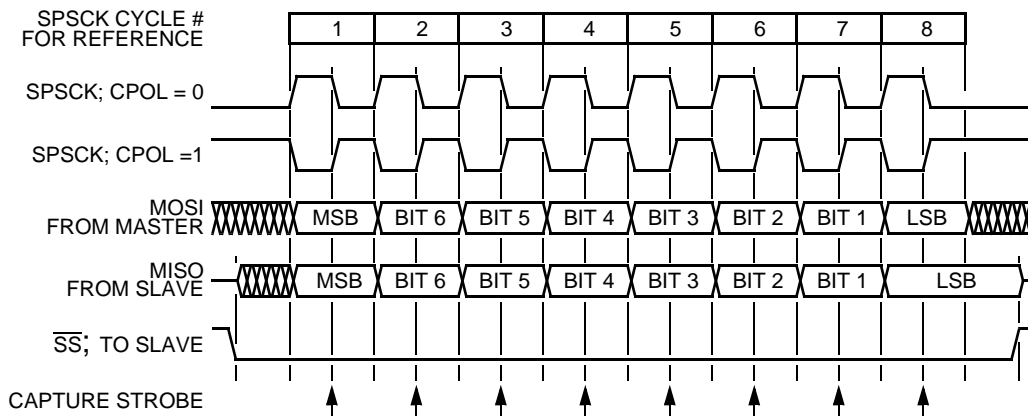 SPSCK CYCLE #
FOR REFERENCE
1 2 3 4 5 6 7 8
SPSCK; CPOL = 0
SPSCK; CPOL =1
MOSI
FROM MASTER
MSB BIT 6 BIT 5 BIT 4 BIT 3 BIT 2 BIT 1 LSB
MISO
FROM SLAVE
MSB BIT 6 BIT 5 BIT 4 BIT 3 BIT 2 BIT 1 LSB
SS; TO SLAVE
CAPTURE STROBE